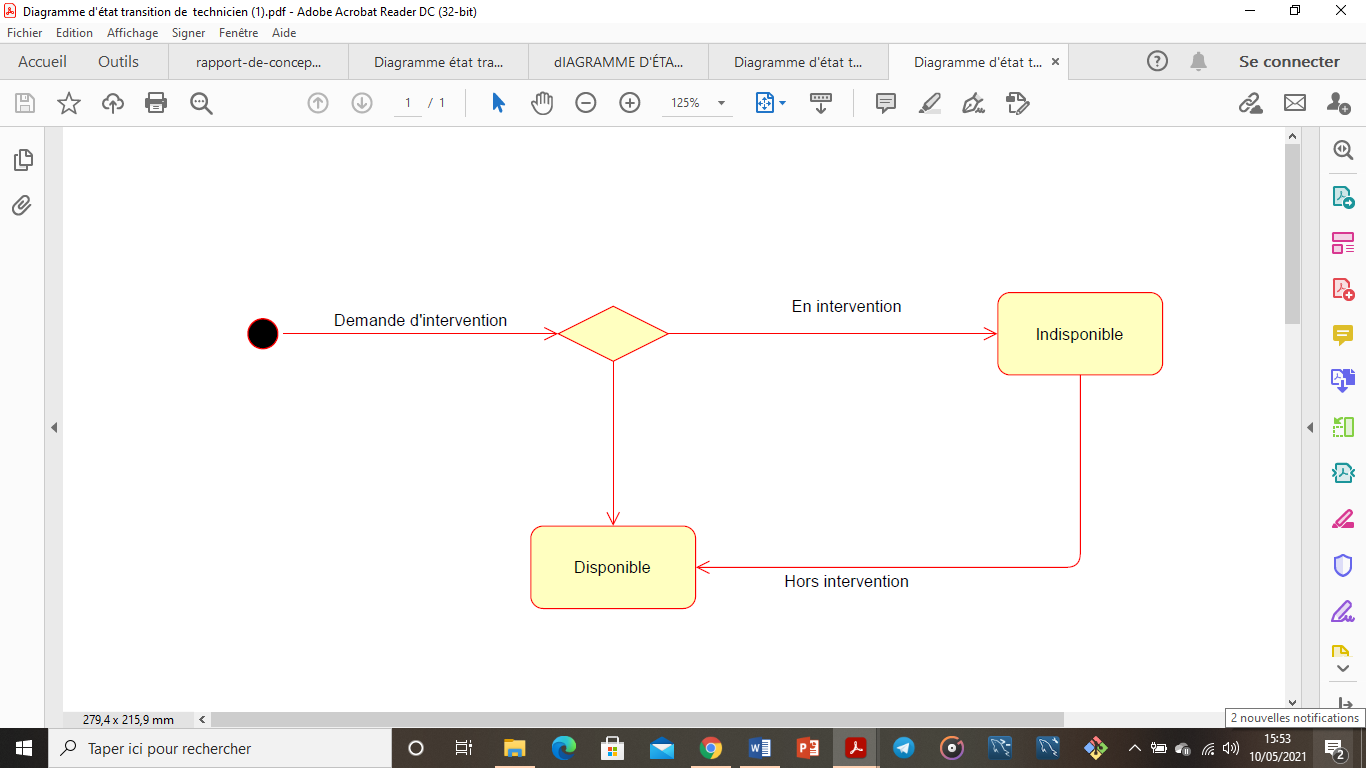 Diagramme d'état transition de  technicien (1).pdf - Adobe Acrobat Reader DC (32-bit)
Fichier Edition Affichage Signer Fenêtre Aide
Accueil Outils rapport-de-concep... Diagramme état tra... dIAGRAMME D'ÉTA... Diagramme d'état t... Diagramme d'état t... Se connecter
1 / 1 125%
En intervention
Demande d'intervention
Indisponible
Disponible
Hors intervention
279,4 x 215,9 mm
2 nouvelles notifications
Taper ici pour rechercher
15:53
10/05/2021
2